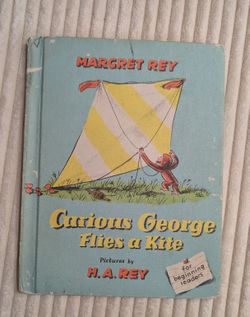 MARGRET REY
Curious George
Flies a Kite
Pictures by
H. A. REY
for
beginning
readers